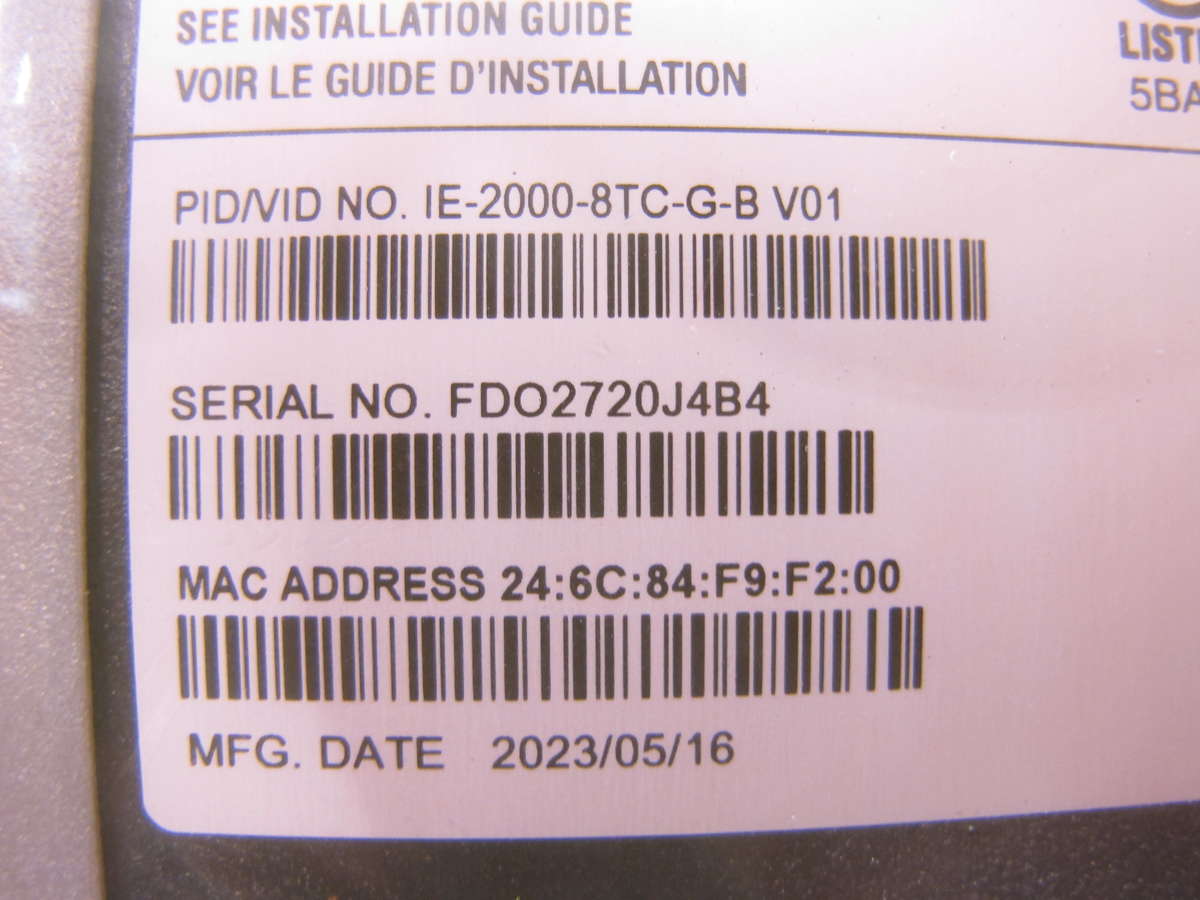 SEE INSTALLATION GUIDE
VOIR LE GUIDE D'INSTALLATION
5BA
PID/VID NO. IE-2000-8TC-G-B V01
SERIAL NO. FDO2720J4B4
MAC ADDRESS 24:6C:84:F9:F2:00
MFG. DATE 2023/05/16